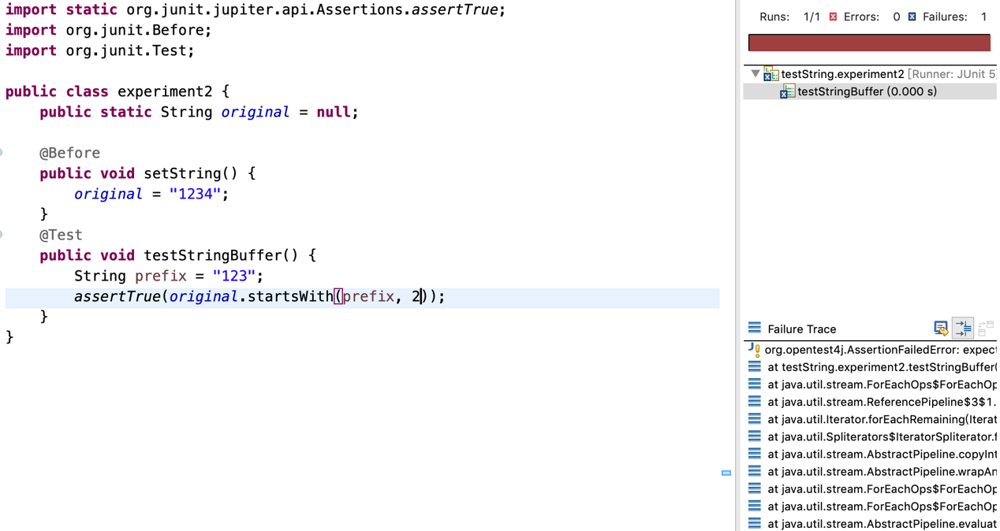 import static org.junit.jupiter.api.Assertions.assertTrue;
import org.junit.Before;
import org.junit.Test;
public class experiment2 {
public static String original = null;
@Before
public void setString() {
original = "1234";
}
@Test
public void testStringBuffer() {
String prefix = "123";
assertTrue(original.startsWith(prefix, 2));
}
}
Runs: 1/1 Errors: 0 Failures: 1
testString.experiment2 [Runner: JUnit 5]
testStringBuffer (0.000 s)
Failure Trace
org.opentest4j.AssertionFailedError: expect
at testString.experiment2.testStringBuffer(
at java.util.stream.ForEachOps$ForEachOp
at java.util.stream.ReferencePipeline$3$1.
at java.util.Iterator.forEachRemaining(Iterat
at java.util.Spliterators$IteratorSpliterator.f
at java.util.stream.AbstractPipeline.copyInt
at java.util.stream.AbstractPipeline.wrapAn
at java.util.stream.ForEachOps$ForEachOp
at java.util.stream.ForEachOps$ForEachOp
at java.util.stream.AbstractPipeline.evaluat